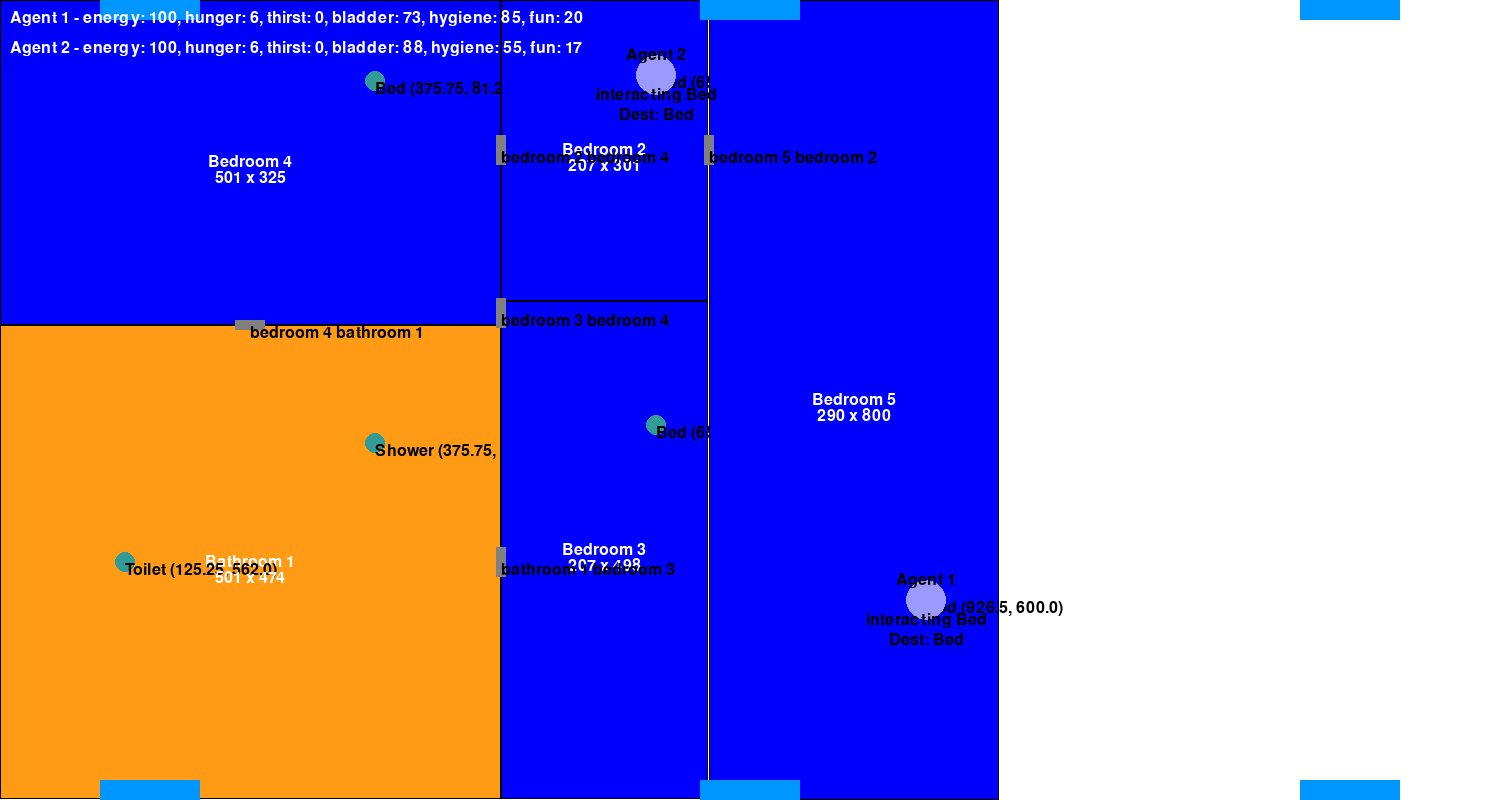 Agent 1 - energy: 100, hunger: 6, thirst: 0, bladder: 73, hygiene: 85, fun: 20
Agent 2 - energy: 100, hunger: 6, thirst: 0, bladder: 88, hygiene: 55, fun: 17
Agent 2
Bed (375.75, 81.2
interacting Bed
Dest: Bed
Bedroom 4
501 x 325
Bedroom 2
207 x 301
bedroom 2 bedroom 4
bedroom 5 bedroom 2
bedroom 3 bedroom 4
bedroom 4 bathroom 1
Bedroom 5
290 x 800
Bed (65
Shower (375.75,
Bathroom 1
501 x 474
Toilet (125.25, 562.0)
Bedroom 3
207 x 498
bathroom 1 bedroom 3
Agent 1
(926.5, 600.0)
interacting Bed
Dest: Bed